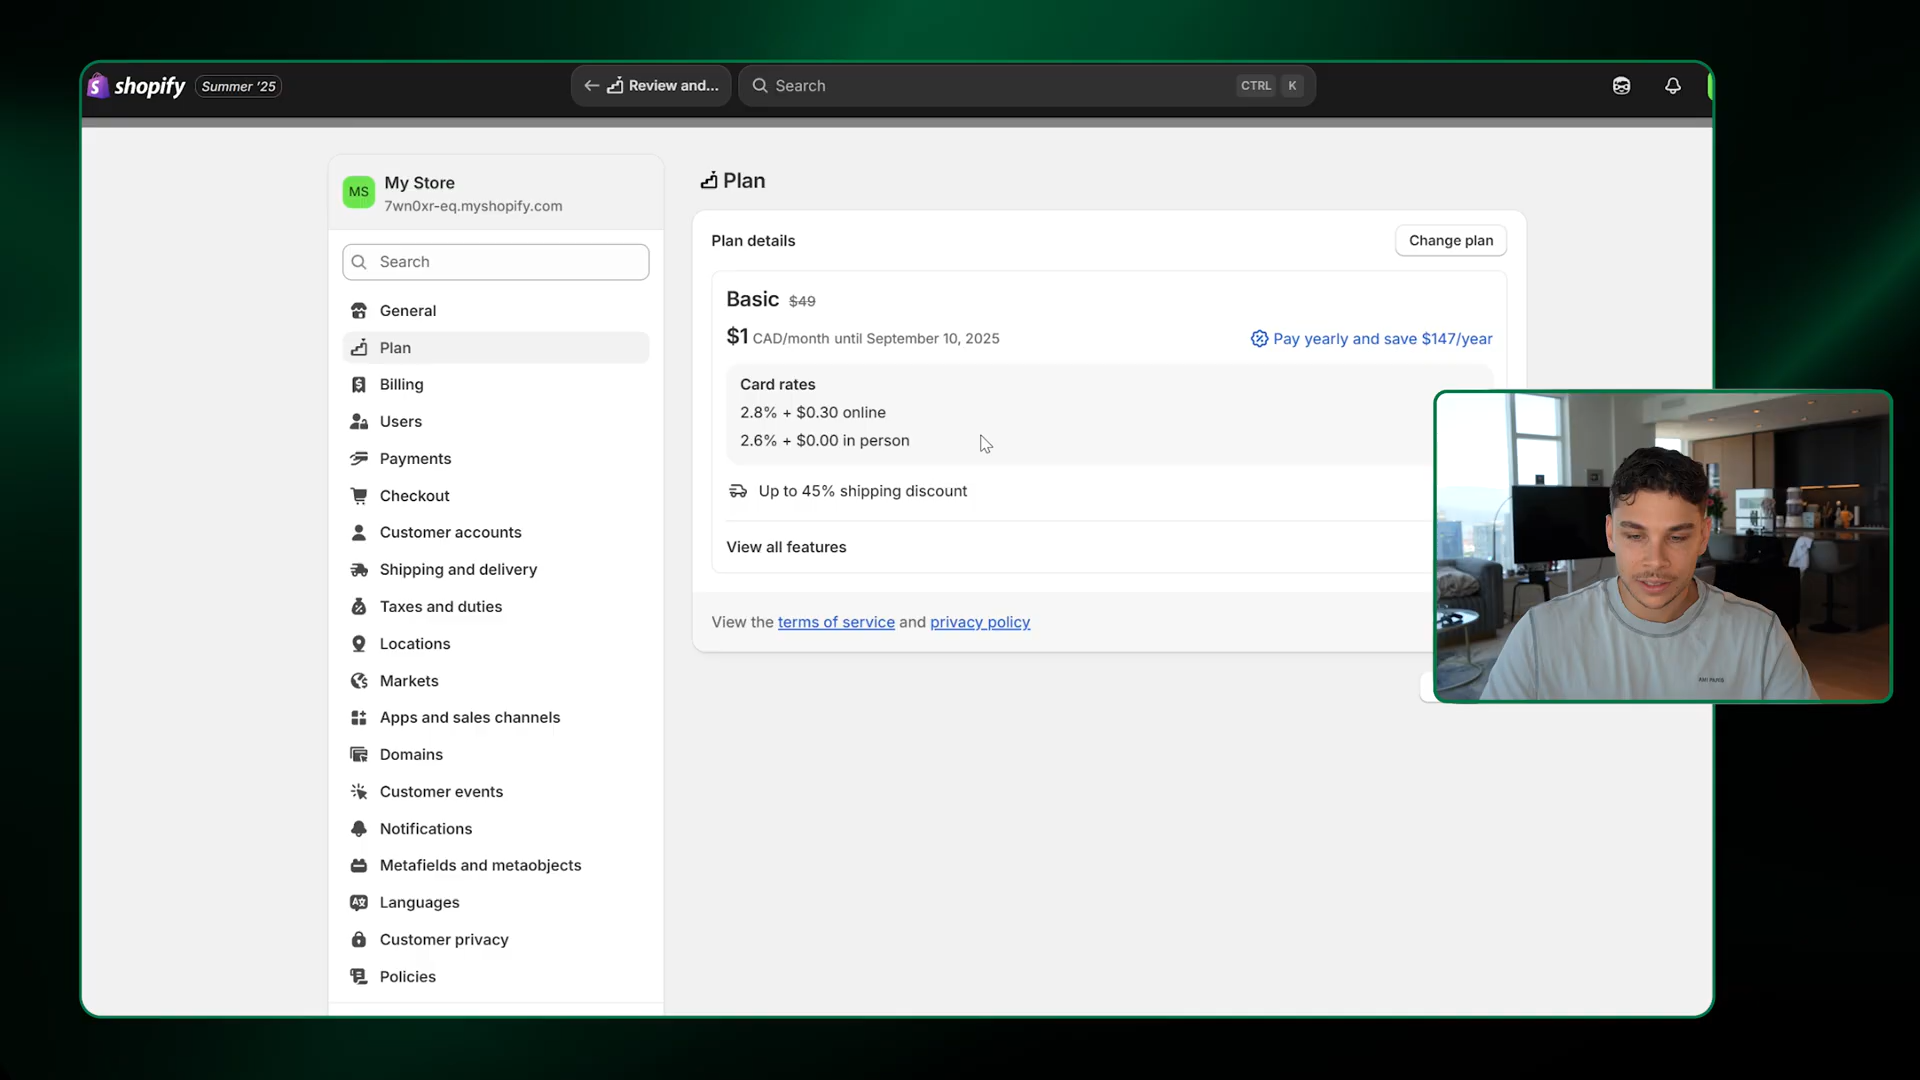 shopify Summer '25
Review and...
Search CTRL K
MS
My Store
7wn0xr-eq.myshopify.com
Search
General
Plan
Billing
Users
Payments
Checkout
Customer accounts
Shipping and delivery
Taxes and duties
Locations
Markets
Apps and sales channels
Domains
Customer events
Notifications
Metafields and metaobjects
Languages
Customer privacy
Policies
Plan
Plan details
Change plan
Basic $49
$1 CAD/month until September 10, 2025
Pay yearly and save $147/year
Card rates
2.8% + $0.30 online
2.6% + $0.00 in person
Up to 45% shipping discount
View all features
View the terms of service and privacy policy
AMI PARIS